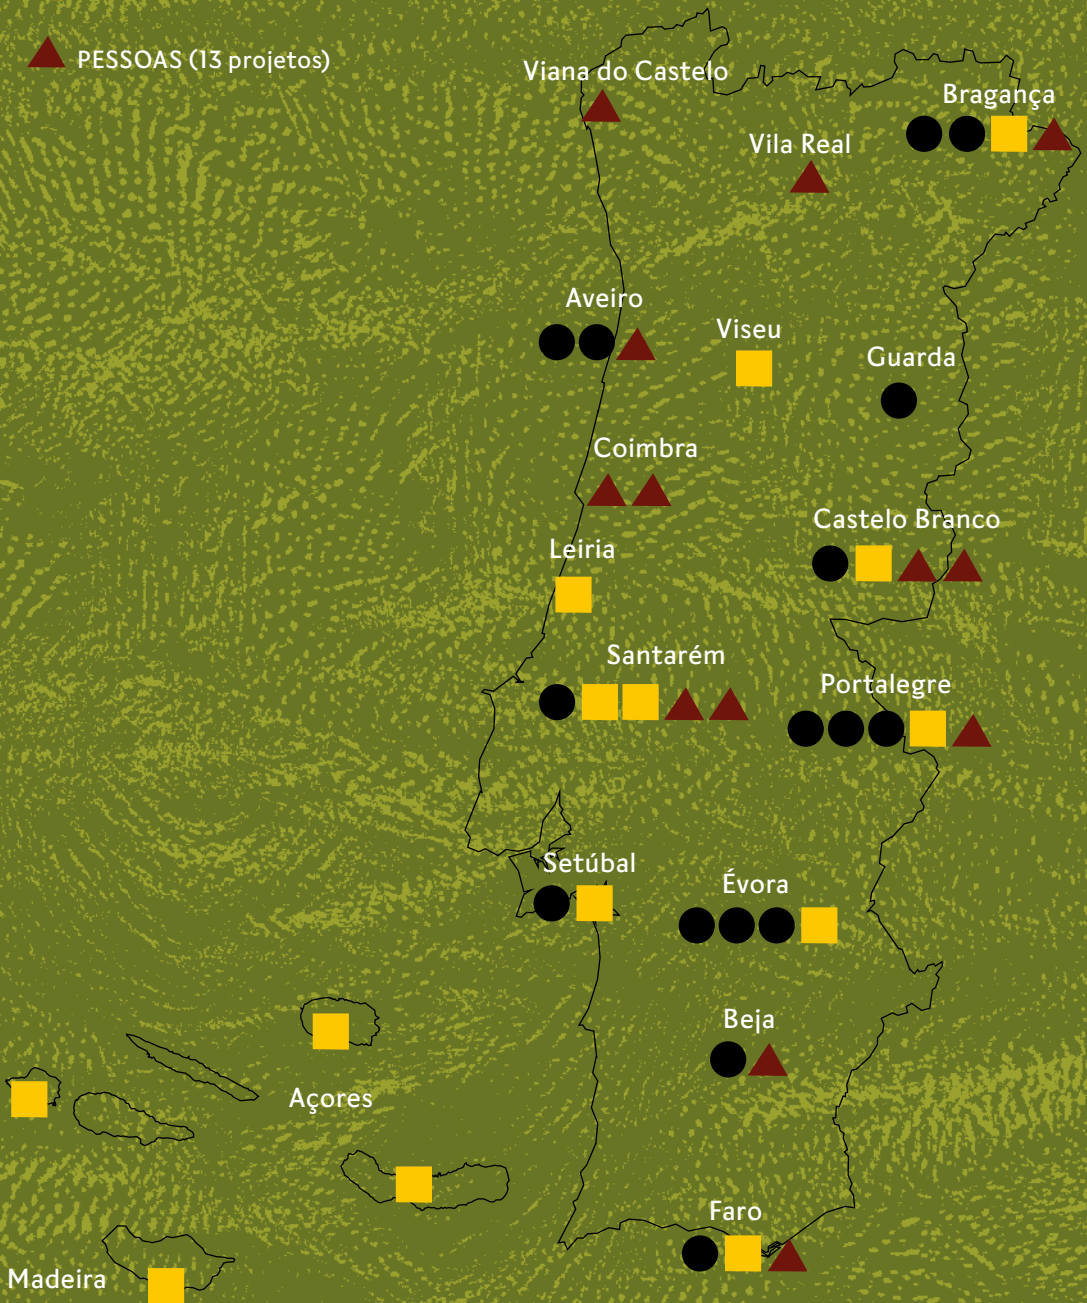 PESSOAS (13 projetos)
Viana do Castelo
Bragança
Vila Real
Aveiro
Viseu
Guarda
Coimbra
Castelo Branco
Leiria
Santarém
Portalegre
Setúbal
Évora
Beja
Açores
Faro
Madeira